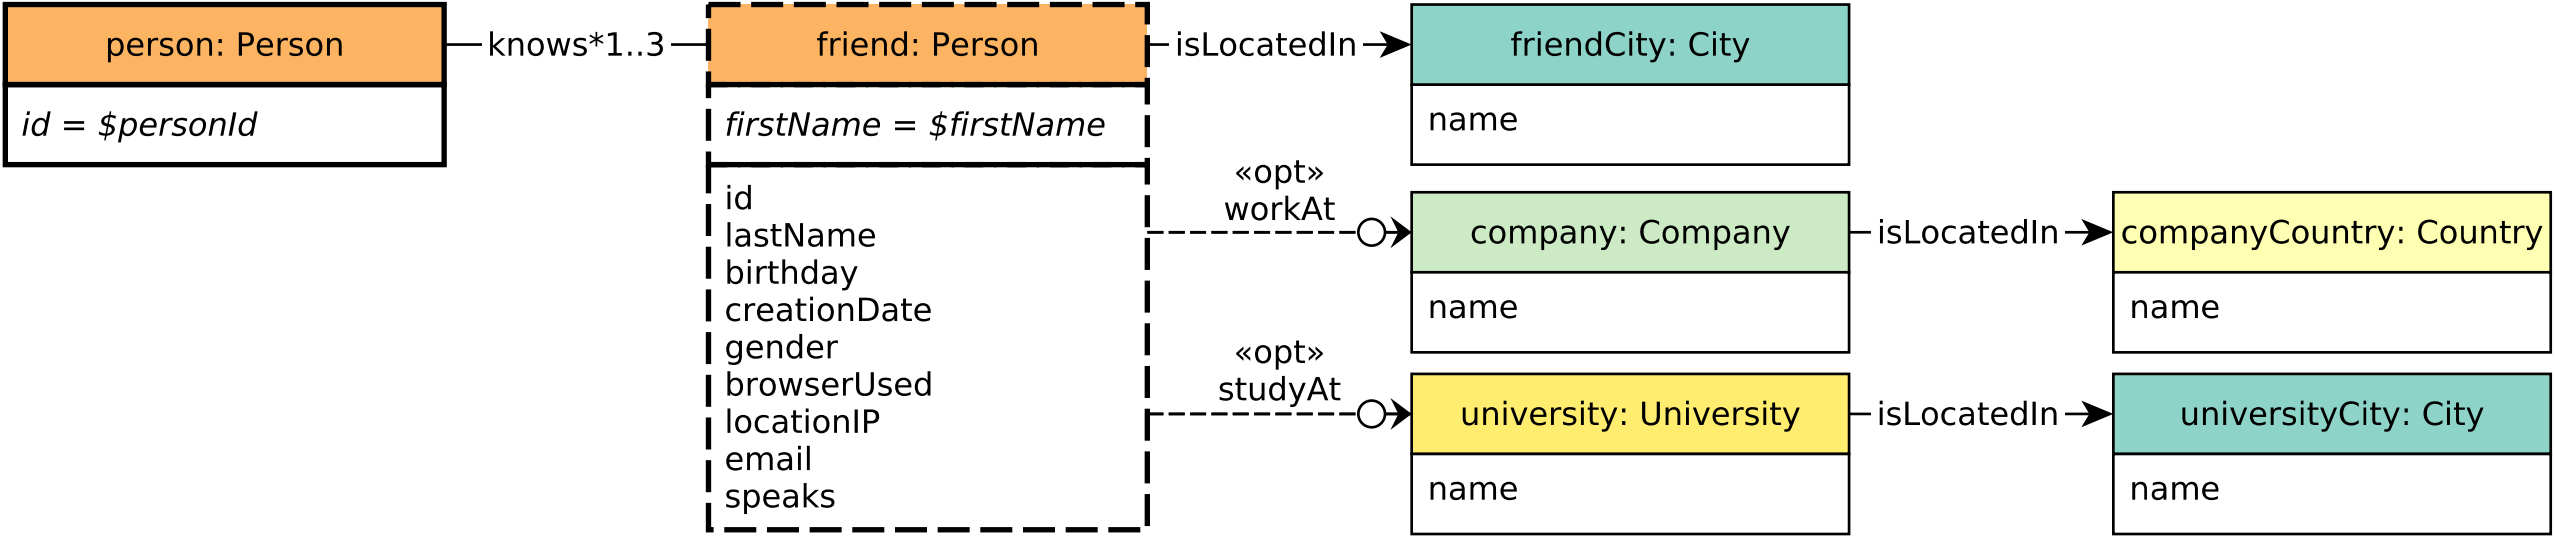 person: Person
id = $personId
knows*1..3
friend: Person
firstName = $firstName
id
lastName
birthday
creationDate
gender
browserUsed
locationIP
email
speaks
isLocatedIn
friendCity: City
name
«opt»
workAt
company: Company
name
isLocatedIn
companyCountry: Country
name
«opt»
studyAt
university: University
name
isLocatedIn
universityCity: City
name